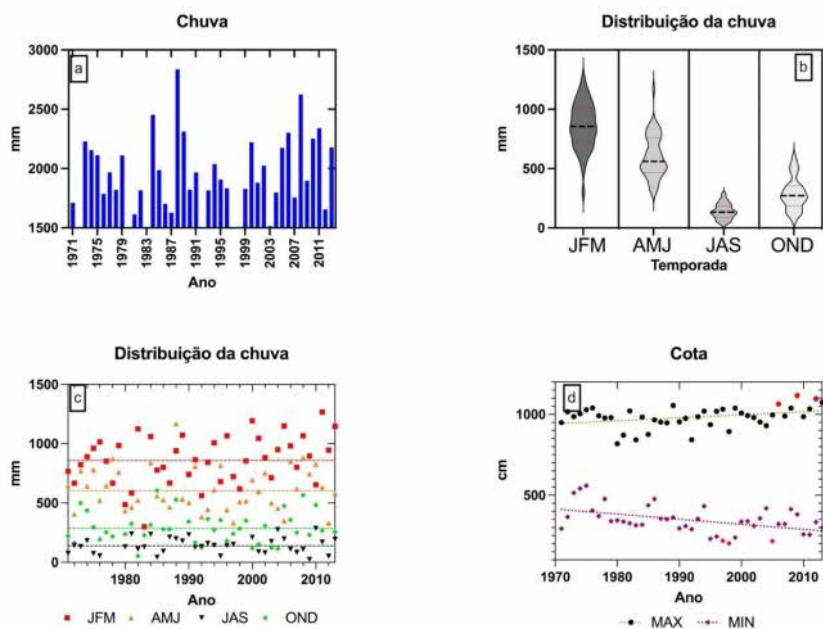 Chuva
a
3000
2500
2000
1500
mm
1971
1975
1979
1983
1987
1991
1995
1999
2003
2007
2011
Ano
Distribuição da chuva
b
1500
1000
500
0
mm
JFM AMJ JAS OND
Temporada
Distribuição da chuva
c
1500
1000
500
0
mm
1980 1990 2000 2010
Ano
JFM AMJ JAS OND
Cota
d
1000
500
cm
1970 1980 1990 2000 2010
Ano
MAX MIN